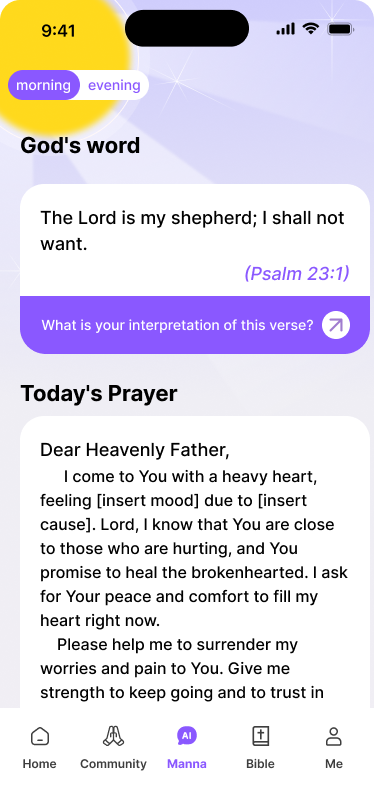 9:41
morning evening
God's word
The Lord is my shepherd; I shall not
want.
(Psalm 23:1)
What is your interpretation of this verse?
Today's Prayer
Dear Heavenly Father,
I come to You with a heavy heart,
feeling [insert mood] due to [insert
cause]. Lord, I know that You are close
to those who are hurting, and You
promise to heal the brokenhearted. I ask
for Your peace and comfort to fill my
heart right now.
Please help me to surrender my
worries and pain to You. Give me
strength to keep going and to trust in
AI
Home Community Manna Bible Me